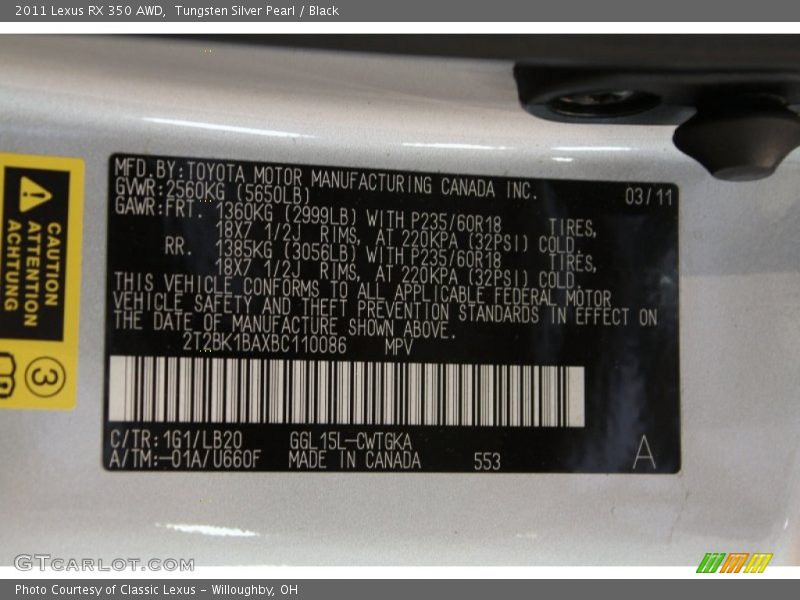 2011 Lexus RX 350 AWD,  Tungsten Silver Pearl / Black
MFD.BY:TOYOTA MOTOR MANUFACTURING CANADA INC.   03/11
GVWR:2560KG (5650LB)
GAWR:FRT.  1360KG (2999LB) WITH P235/60R18   TIRES,
18X7 1/2J  RIMS, AT 220KPA (32PSI) COLD.
RR.  1385KG (3056LB) WITH P235/60R18   TIRES,
18X7 1/2J  RIMS, AT 220KPA (32PSI) COLD.
THIS VEHICLE CONFORMS TO ALL APPLICABLE FEDERAL MOTOR
VEHICLE SAFETY AND THEFT PREVENTION STANDARDS IN EFFECT ON
THE DATE OF MANUFACTURE SHOWN ABOVE.
2T2BK1BAXBC110086   MPV
C/TR:1G1/LB20   GGL15L-CWTGKA
A/TM:-01A/U660F   MADE IN CANADA   553   A
CAUTION
ATTENTION
ACHTUNG
3
GTCARLOT.COM
Photo Courtesy of Classic Lexus - Willoughby, OH